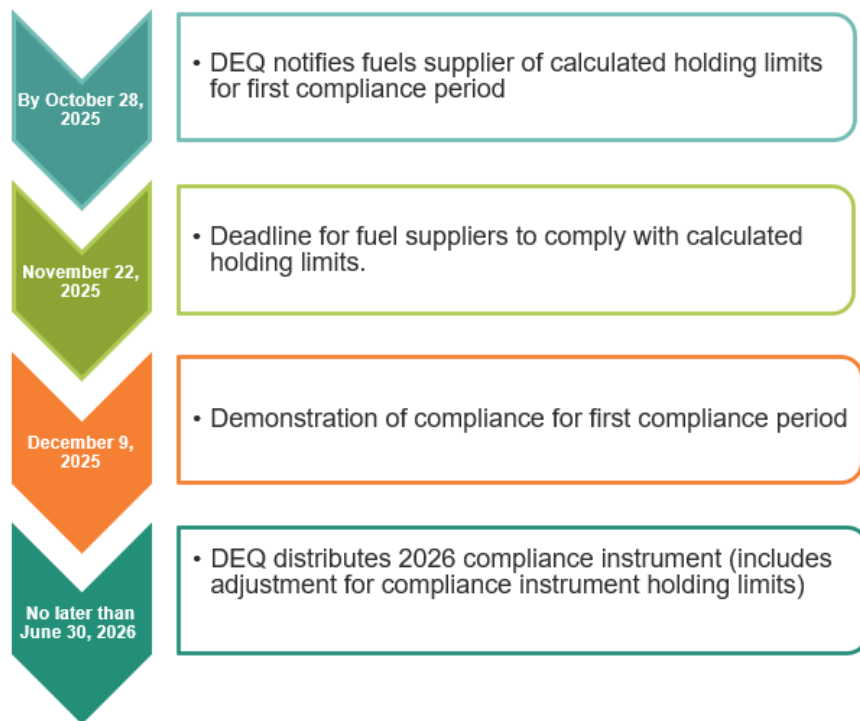 By October 28,
2025
• DEQ notifies fuels supplier of calculated holding limits
for first compliance period
November 22,
2025
• Deadline for fuel suppliers to comply with calculated
holding limits.
December 9,
2025
• Demonstration of compliance for first compliance period
No later than
June 30, 2026
• DEQ distributes 2026 compliance instrument (includes
adjustment for compliance instrument holding limits)